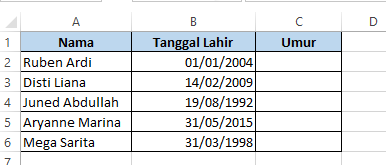 A B C D
1 Nama Tanggal Lahir Umur
2 Ruben Ardi 01/01/2004
3 Disti Liana 14/02/2009
4 Juned Abdullah 19/08/1992
5 Aryanne Marina 31/05/2015
6 Mega Sarita 31/03/1998
7